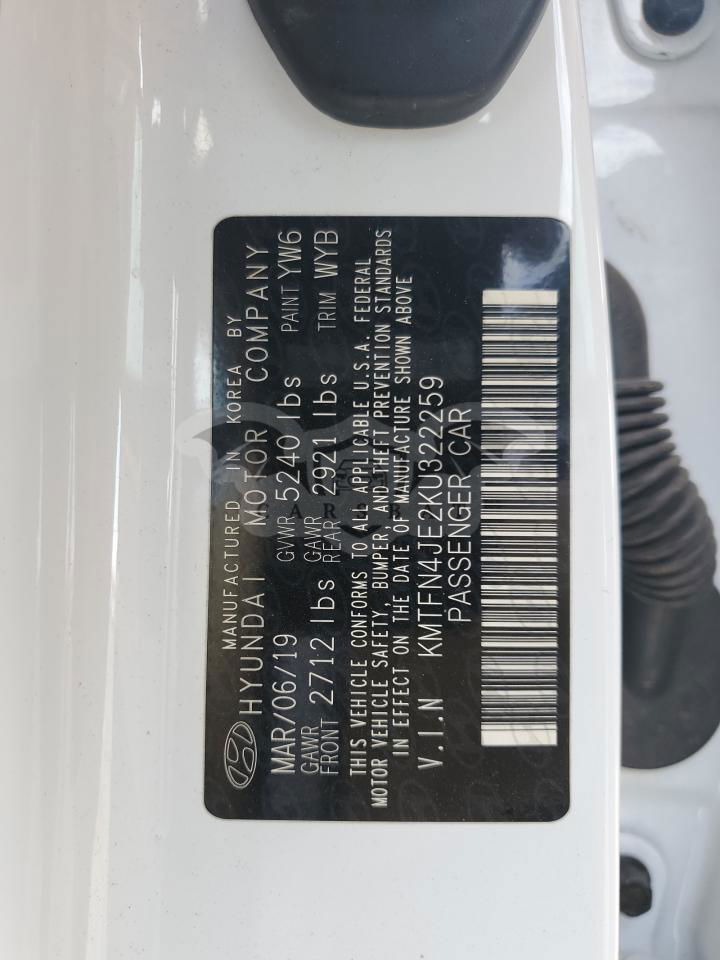 MANUFACTURED IN KOREA BY
HYUNDAI MOTOR COMPANY
MAR/06/19 GVWR 5240 lbs PAINT YW6
GAWR FRONT 2712 lbs GAWR REAR 2921 lbs TRIM WYB
THIS VEHICLE CONFORMS TO ALL APPLICABLE U.S.A. FEDERAL
MOTOR VEHICLE SAFETY, BUMPER, AND THEFT PREVENTION STANDARDS
IN EFFECT ON THE DATE OF MANUFACTURE SHOWN ABOVE
V.I.N KMTFN4JE2KU322259
PASSENGER CAR